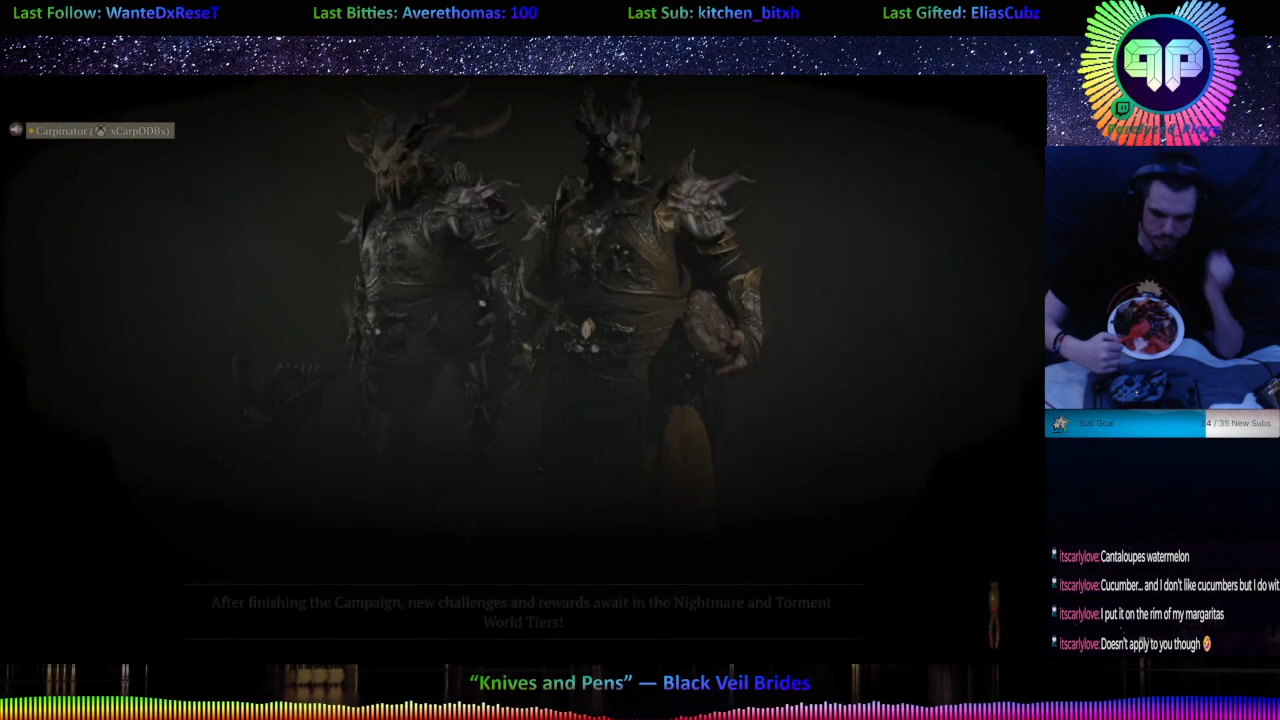 Last Follow: WanteDxReseT
Last Bitties: Averethomas: 100
Last Sub: kitchen_bitxh
Last Gifted: EliasCubz
Carpinator ( xCarpODBx)
Sub Goal
/ 35 New Subs
itscarlylove: Cantaloupes watermelon
itscarlylove: Cucumber... and I don't like cucumbers but I do wit
itscarlylove: I put it on the rim of my margaritas
itscarlylove: Doesn't apply to you though 🤣
After finishing the Campaign, new challenges and rewards await in the Nightmare and Torment
World Tiers!
“Knives and Pens” — Black Veil Brides